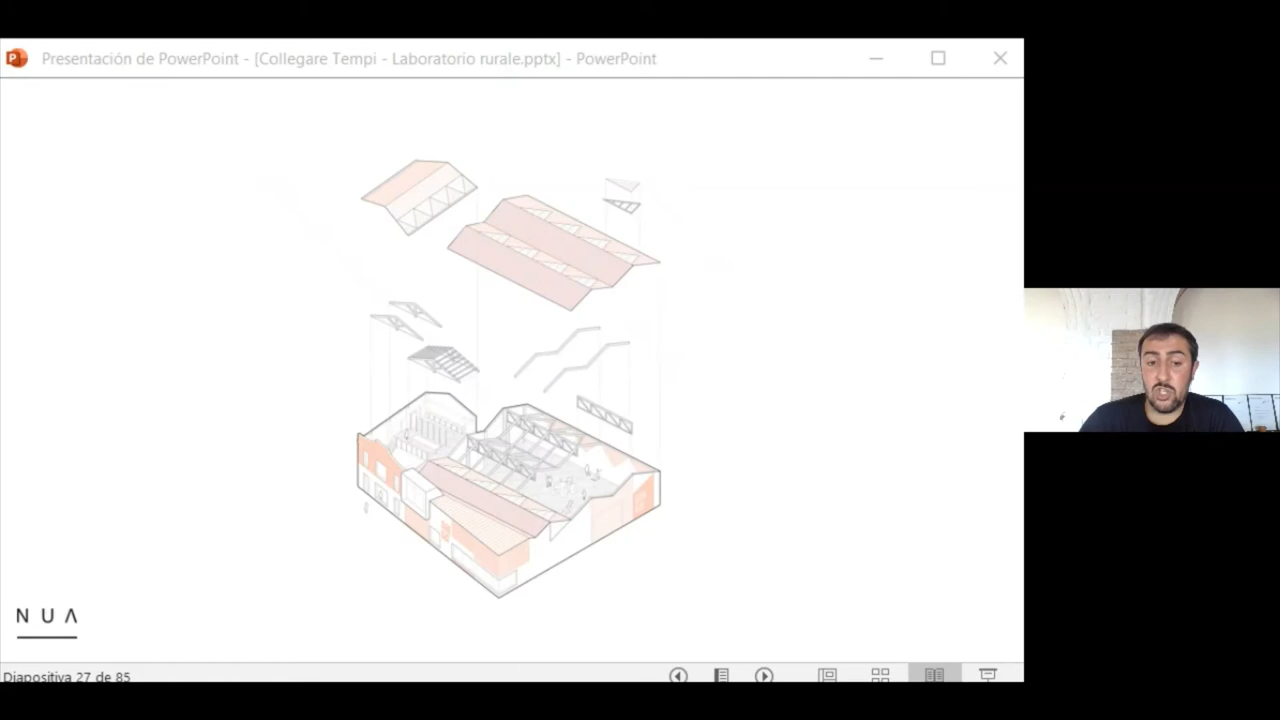 Presentación de PowerPoint - [Collegare Tempi - Laboratorio rurale.pptx] - PowerPoint
N U Λ
Diapositiva 27 de 85